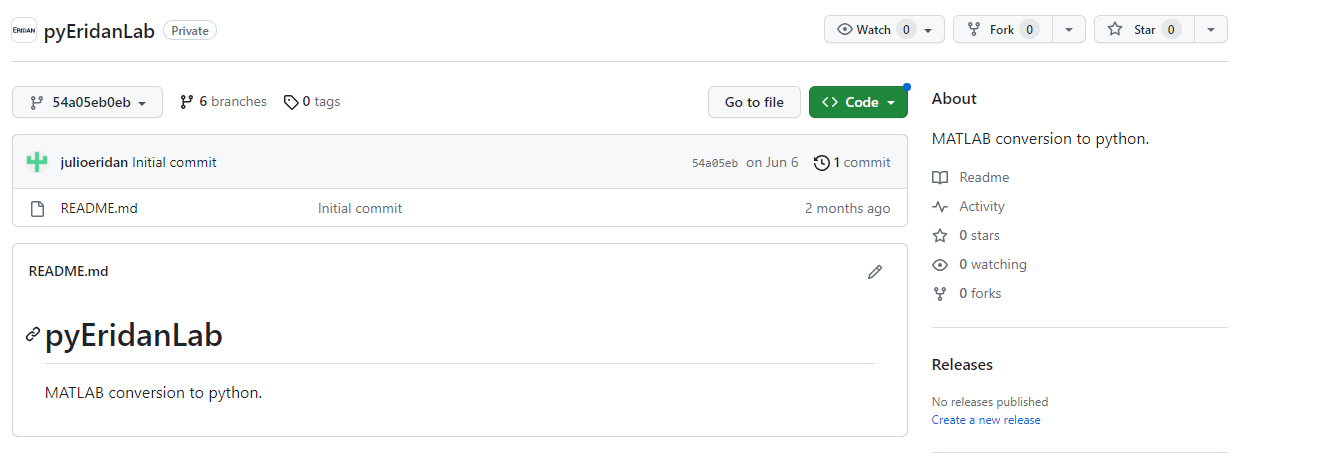 ERIDAN pyEridanLab Private Watch 0 Fork 0 Star 0
54a05eb0eb 6 branches 0 tags Go to file Code
julioeridan Initial commit 54a05eb on Jun 6 1 commit
README.md Initial commit 2 months ago
README.md
pyEridanLab
MATLAB conversion to python.
About
MATLAB conversion to python.
Readme
Activity
0 stars
0 watching
0 forks
Releases
No releases published
Create a new release